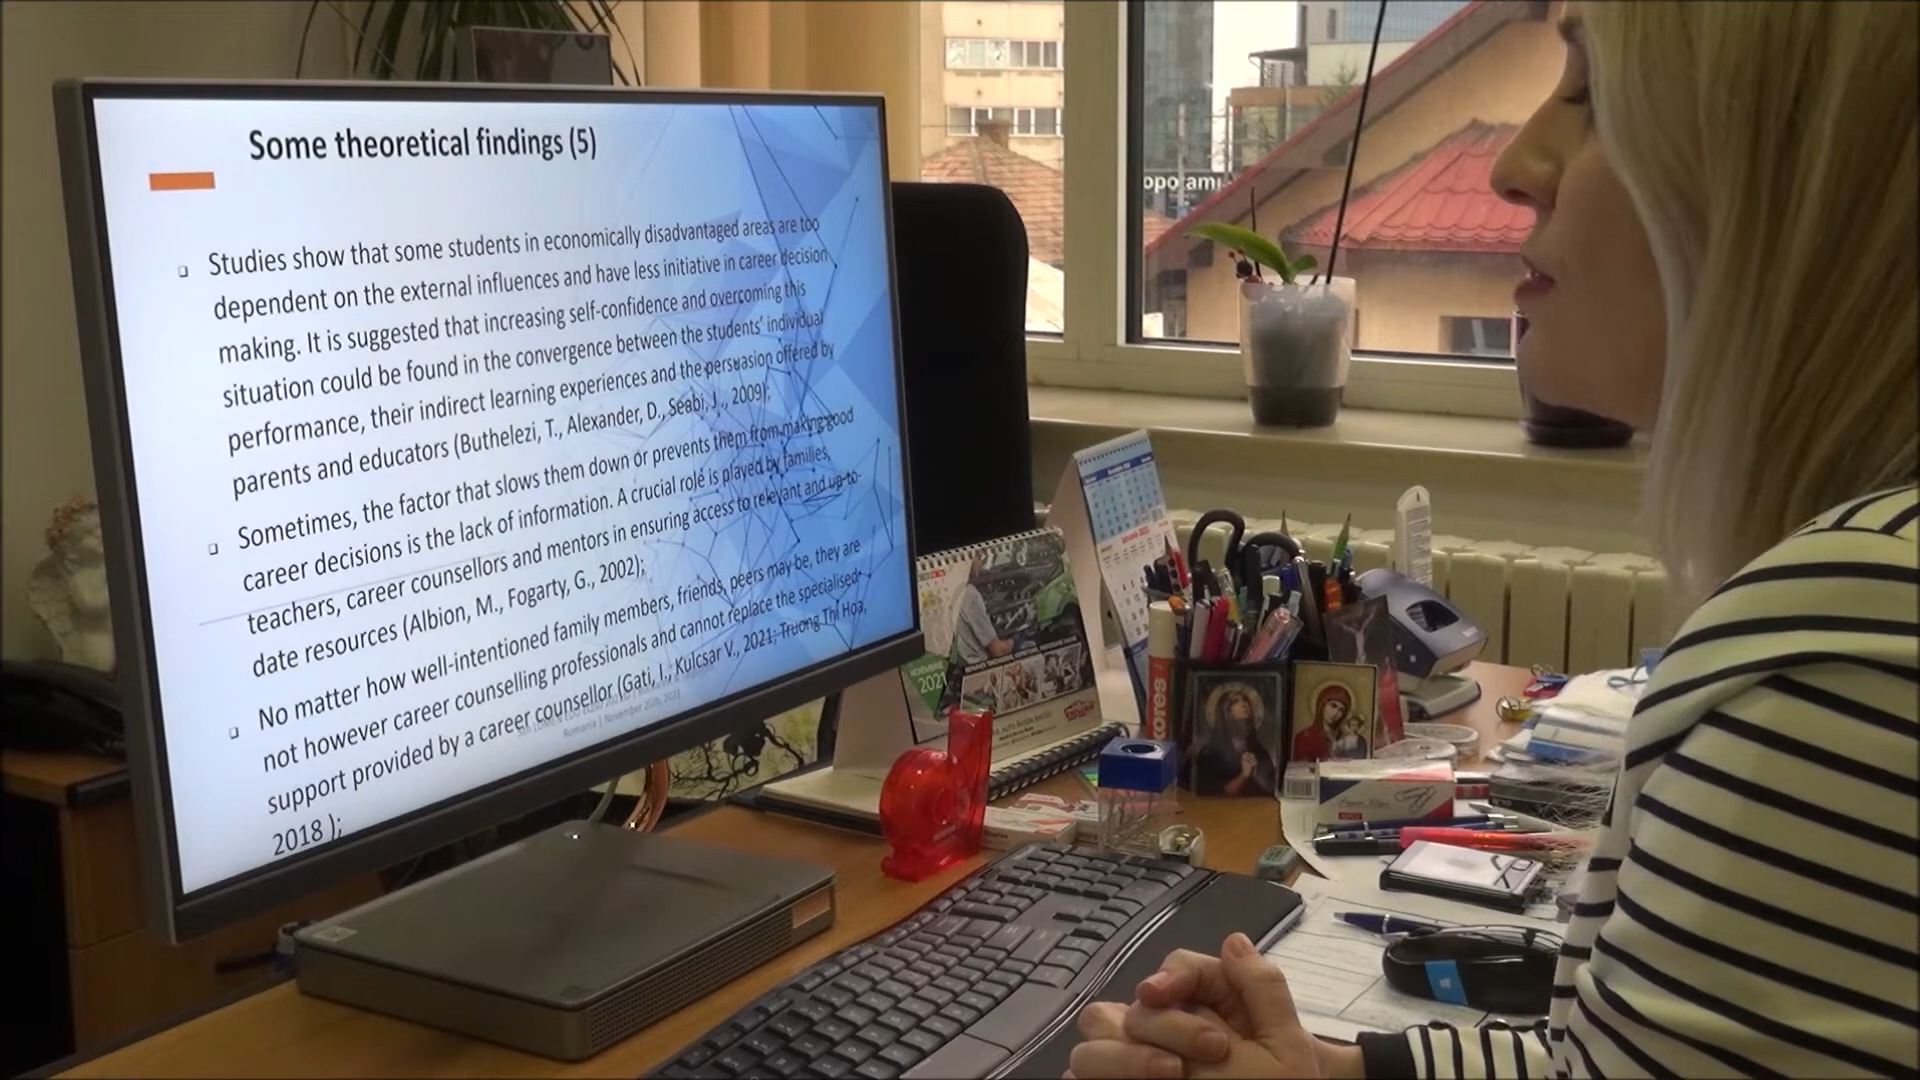 Some theoretical findings (5)
Studies show that some students in economically disadvantaged areas are too
dependent on the external influences and have less initiative in career decision
making. It is suggested that increasing self-confidence and overcoming this
situation could be found in the convergence between the students' individual
performance, their indirect learning experiences and the persuasion offered by
parents and educators (Buthelezi, T., Alexander, D., Seabi, J., 2009);
Sometimes, the factor that slows them down or prevents them from making good
career decisions is the lack of information. A crucial role is played by families,
teachers, career counsellors and mentors in ensuring access to relevant and up-to-
date resources (Albion, M., Fogarty, G., 2002);
No matter how well-intentioned family members, friends, peers may be, they are
not however career counselling professionals and cannot replace the specialised
support provided by a career counsellor (Gati, I., Kulcsar V., 2021; Truong Thi Hoa,
2018 );
Romania | November 25th, 2021
opotami
2021
kores